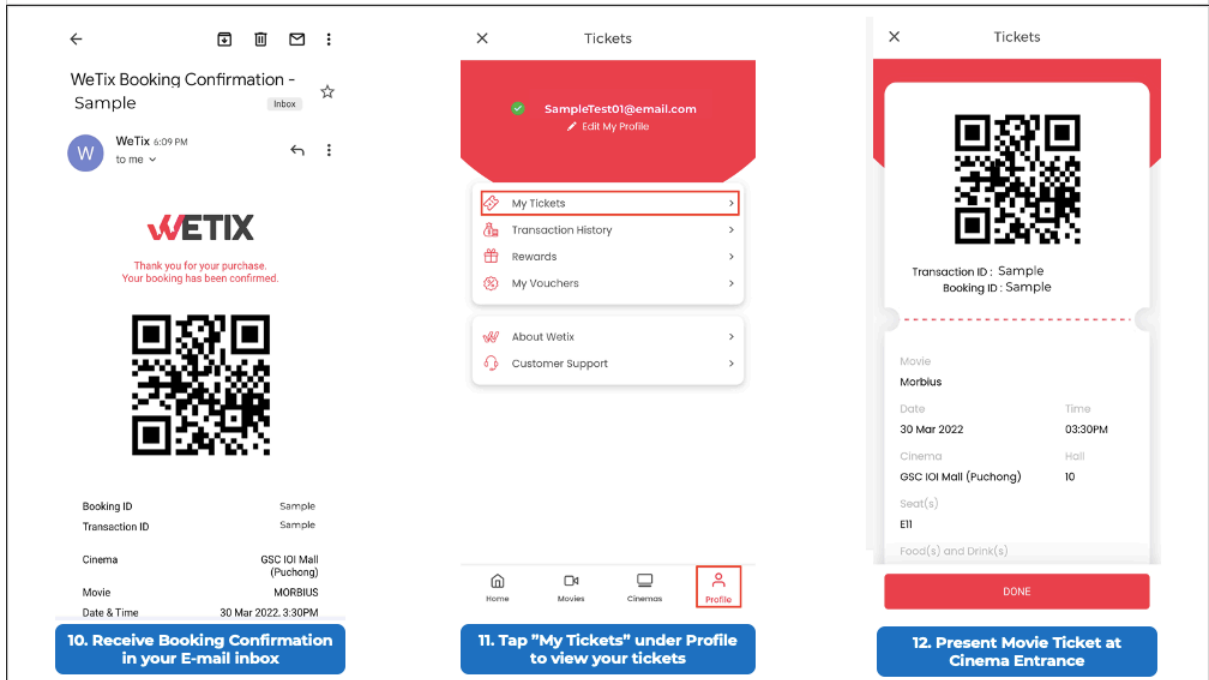 WeTix Booking Confirmation -
Sample
Inbox
W
WeTix 6:09 PM
to me
WETIX
Thank you for your purchase.
Your booking has been confirmed.
Booking ID Sample
Transaction ID Sample
Cinema GSC IOI Mall
(Puchong)
Movie MORBIUS
Date & Time 30 Mar 2022. 3:30PM
10. Receive Booking Confirmation
in your E-mail inbox
Tickets
SampleTest01@email.com
Edit My Profile
My Tickets
Transaction History
Rewards
My Vouchers
About Wetix
Customer Support
Home Movies Cinemas Profile
11. Tap "My Tickets" under Profile
to view your tickets
Tickets
Transaction ID : Sample
Booking ID : Sample
Movie
Morbius
Date Time
30 Mar 2022 03:30PM
Cinema Hall
GSC IOI Mall (Puchong) 10
Seat(s)
E11
Food(s) and Drink(s)
DONE
12. Present Movie Ticket at
Cinema Entrance